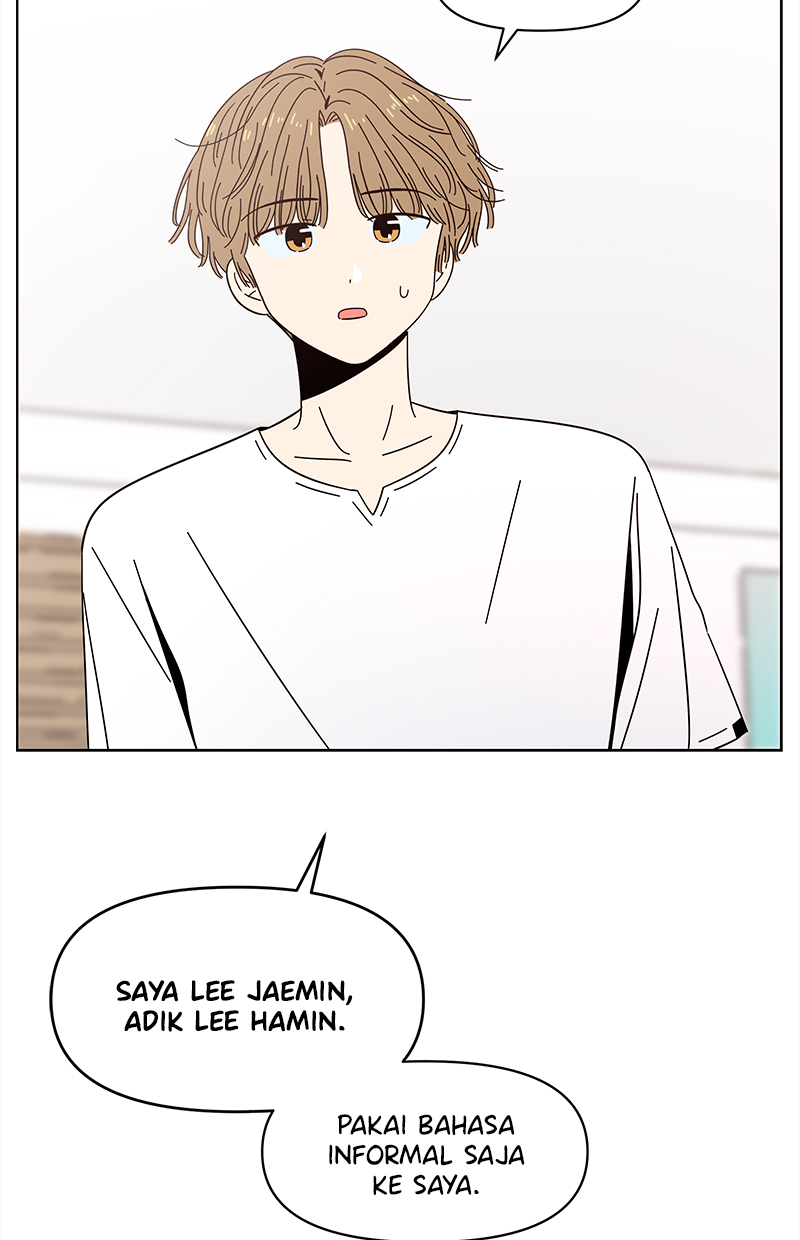 SAYA LEE JAEMIN,
ADIK LEE HAMIN.
PAKAI BAHASA
INFORMAL SAJA
KE SAYA.